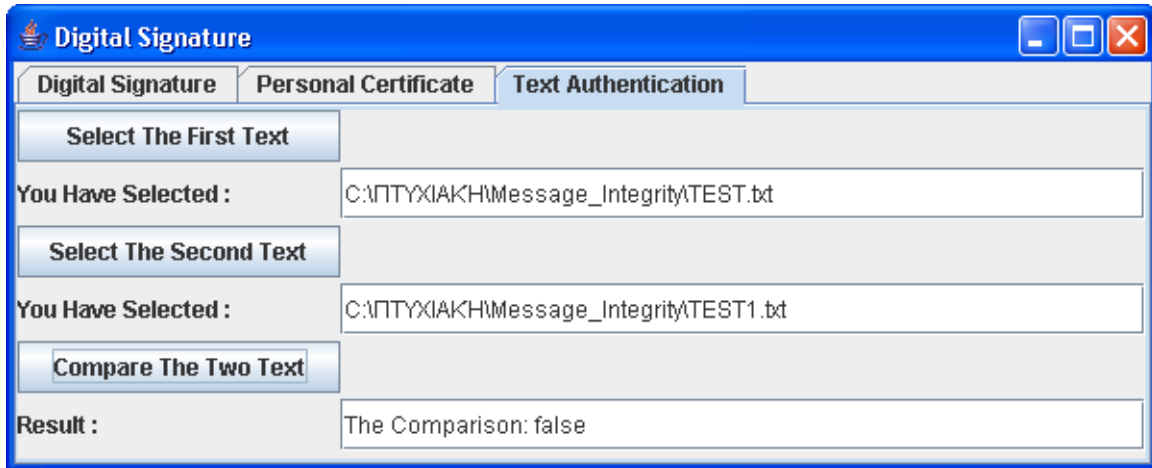 Digital Signature
Digital Signature Personal Certificate Text Authentication
Select The First Text
You Have Selected : C:\ΠΤΥΧΙΑΚΗ\Message_Integrity\TEST.txt
Select The Second Text
You Have Selected : C:\ΠΤΥΧΙΑΚΗ\Message_Integrity\TEST1.txt
Compare The Two Text
Result : The Comparison: false